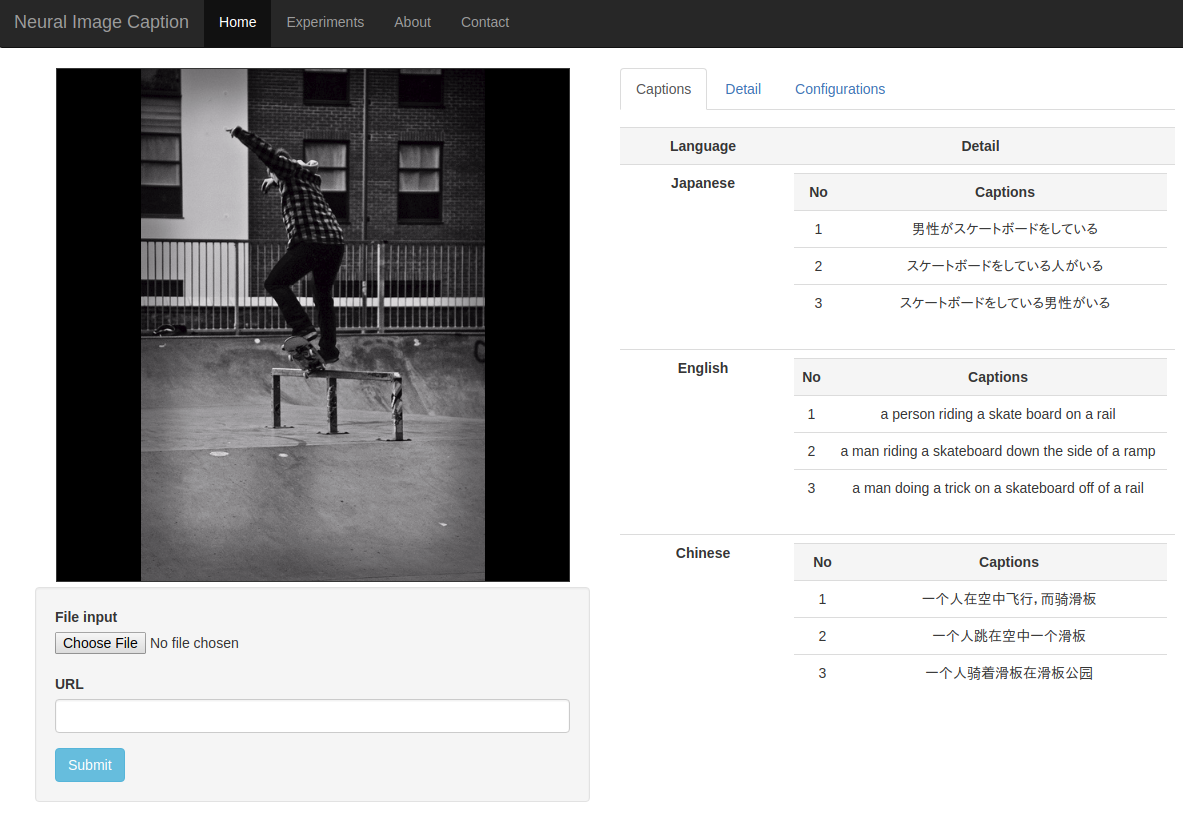 Neural Image Caption Home Experiments About Contact
Captions Detail Configurations
Language Detail
Japanese
No Captions
1 男性がスケートボードをしている
2 スケートボードをしている人がいる
3 スケートボードをしている男性がいる
English
No Captions
1 a person riding a skate board on a rail
2 a man riding a skateboard down the side of a ramp
3 a man doing a trick on a skateboard off of a rail
Chinese
No Captions
1 一个人在空中飞行，而骑滑板
2 一个人跳在空中一个滑板
3 一个人骑着滑板在滑板公园
File input
Choose File No file chosen
URL
Submit